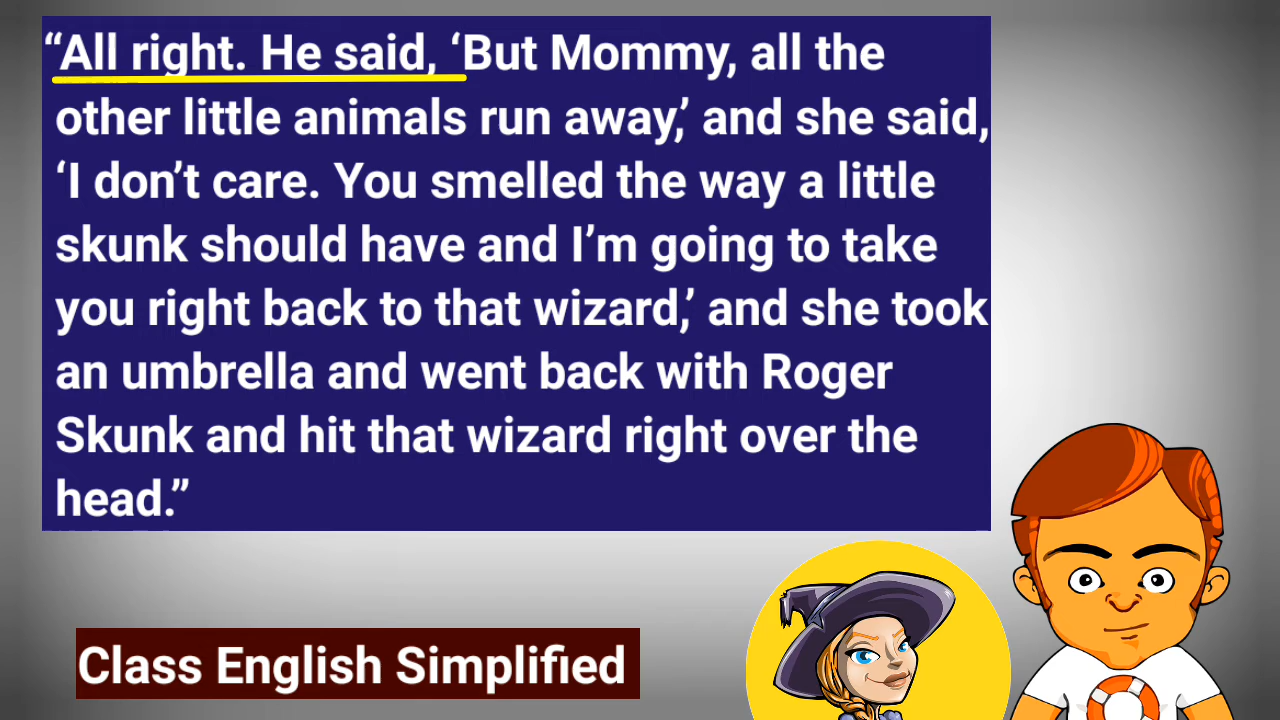 “All right. He said, ‘But Mommy, all the
other little animals run away,’ and she said,
‘I don’t care. You smelled the way a little
skunk should have and I’m going to take
you right back to that wizard,’ and she took
an umbrella and went back with Roger
Skunk and hit that wizard right over the
head.”
Class English Simplified